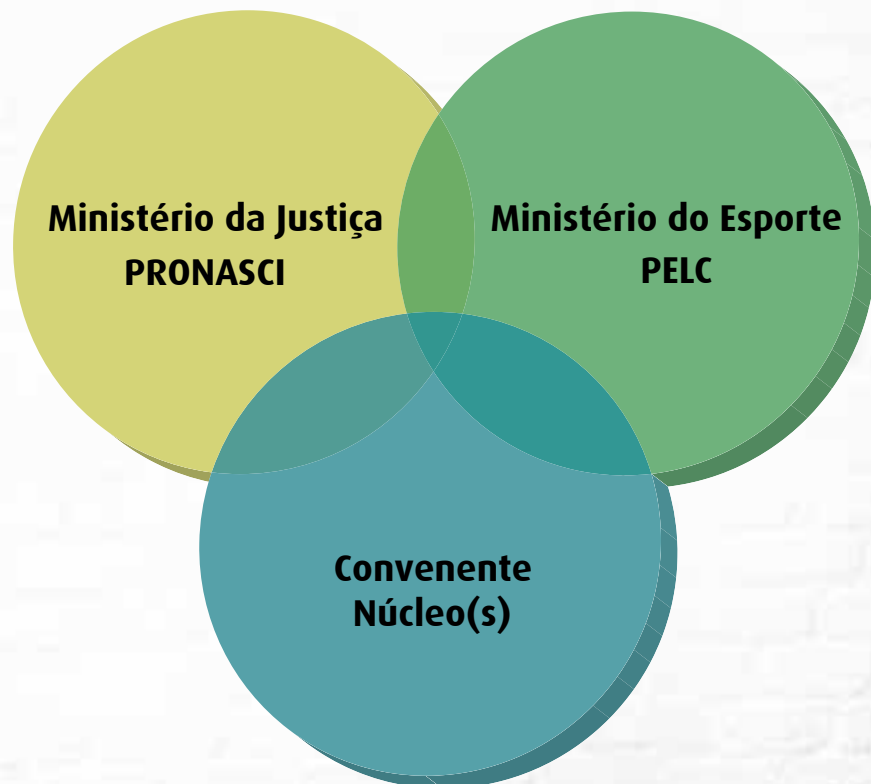 Ministério da Justiça
PRONASCI
Ministério do Esporte
PELC
Convenente
Núcleo(s)